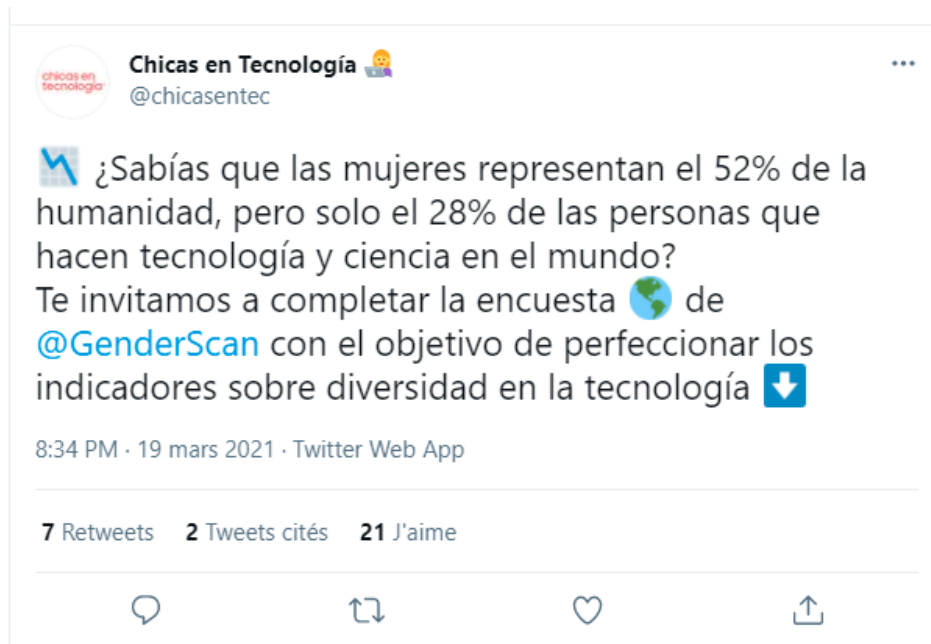 chicas en
tecnología
Chicas en Tecnología 👩‍💻
@chicasentec
📉 ¿Sabías que las mujeres representan el 52% de la
humanidad, pero solo el 28% de las personas que
hacen tecnología y ciencia en el mundo?
Te invitamos a completar la encuesta 🌎 de
@GenderScan con el objetivo de perfeccionar los
indicadores sobre diversidad en la tecnología ⬇️
8:34 PM · 19 mars 2021 · Twitter Web App
7 Retweets 2 Tweets cités 21 J'aime